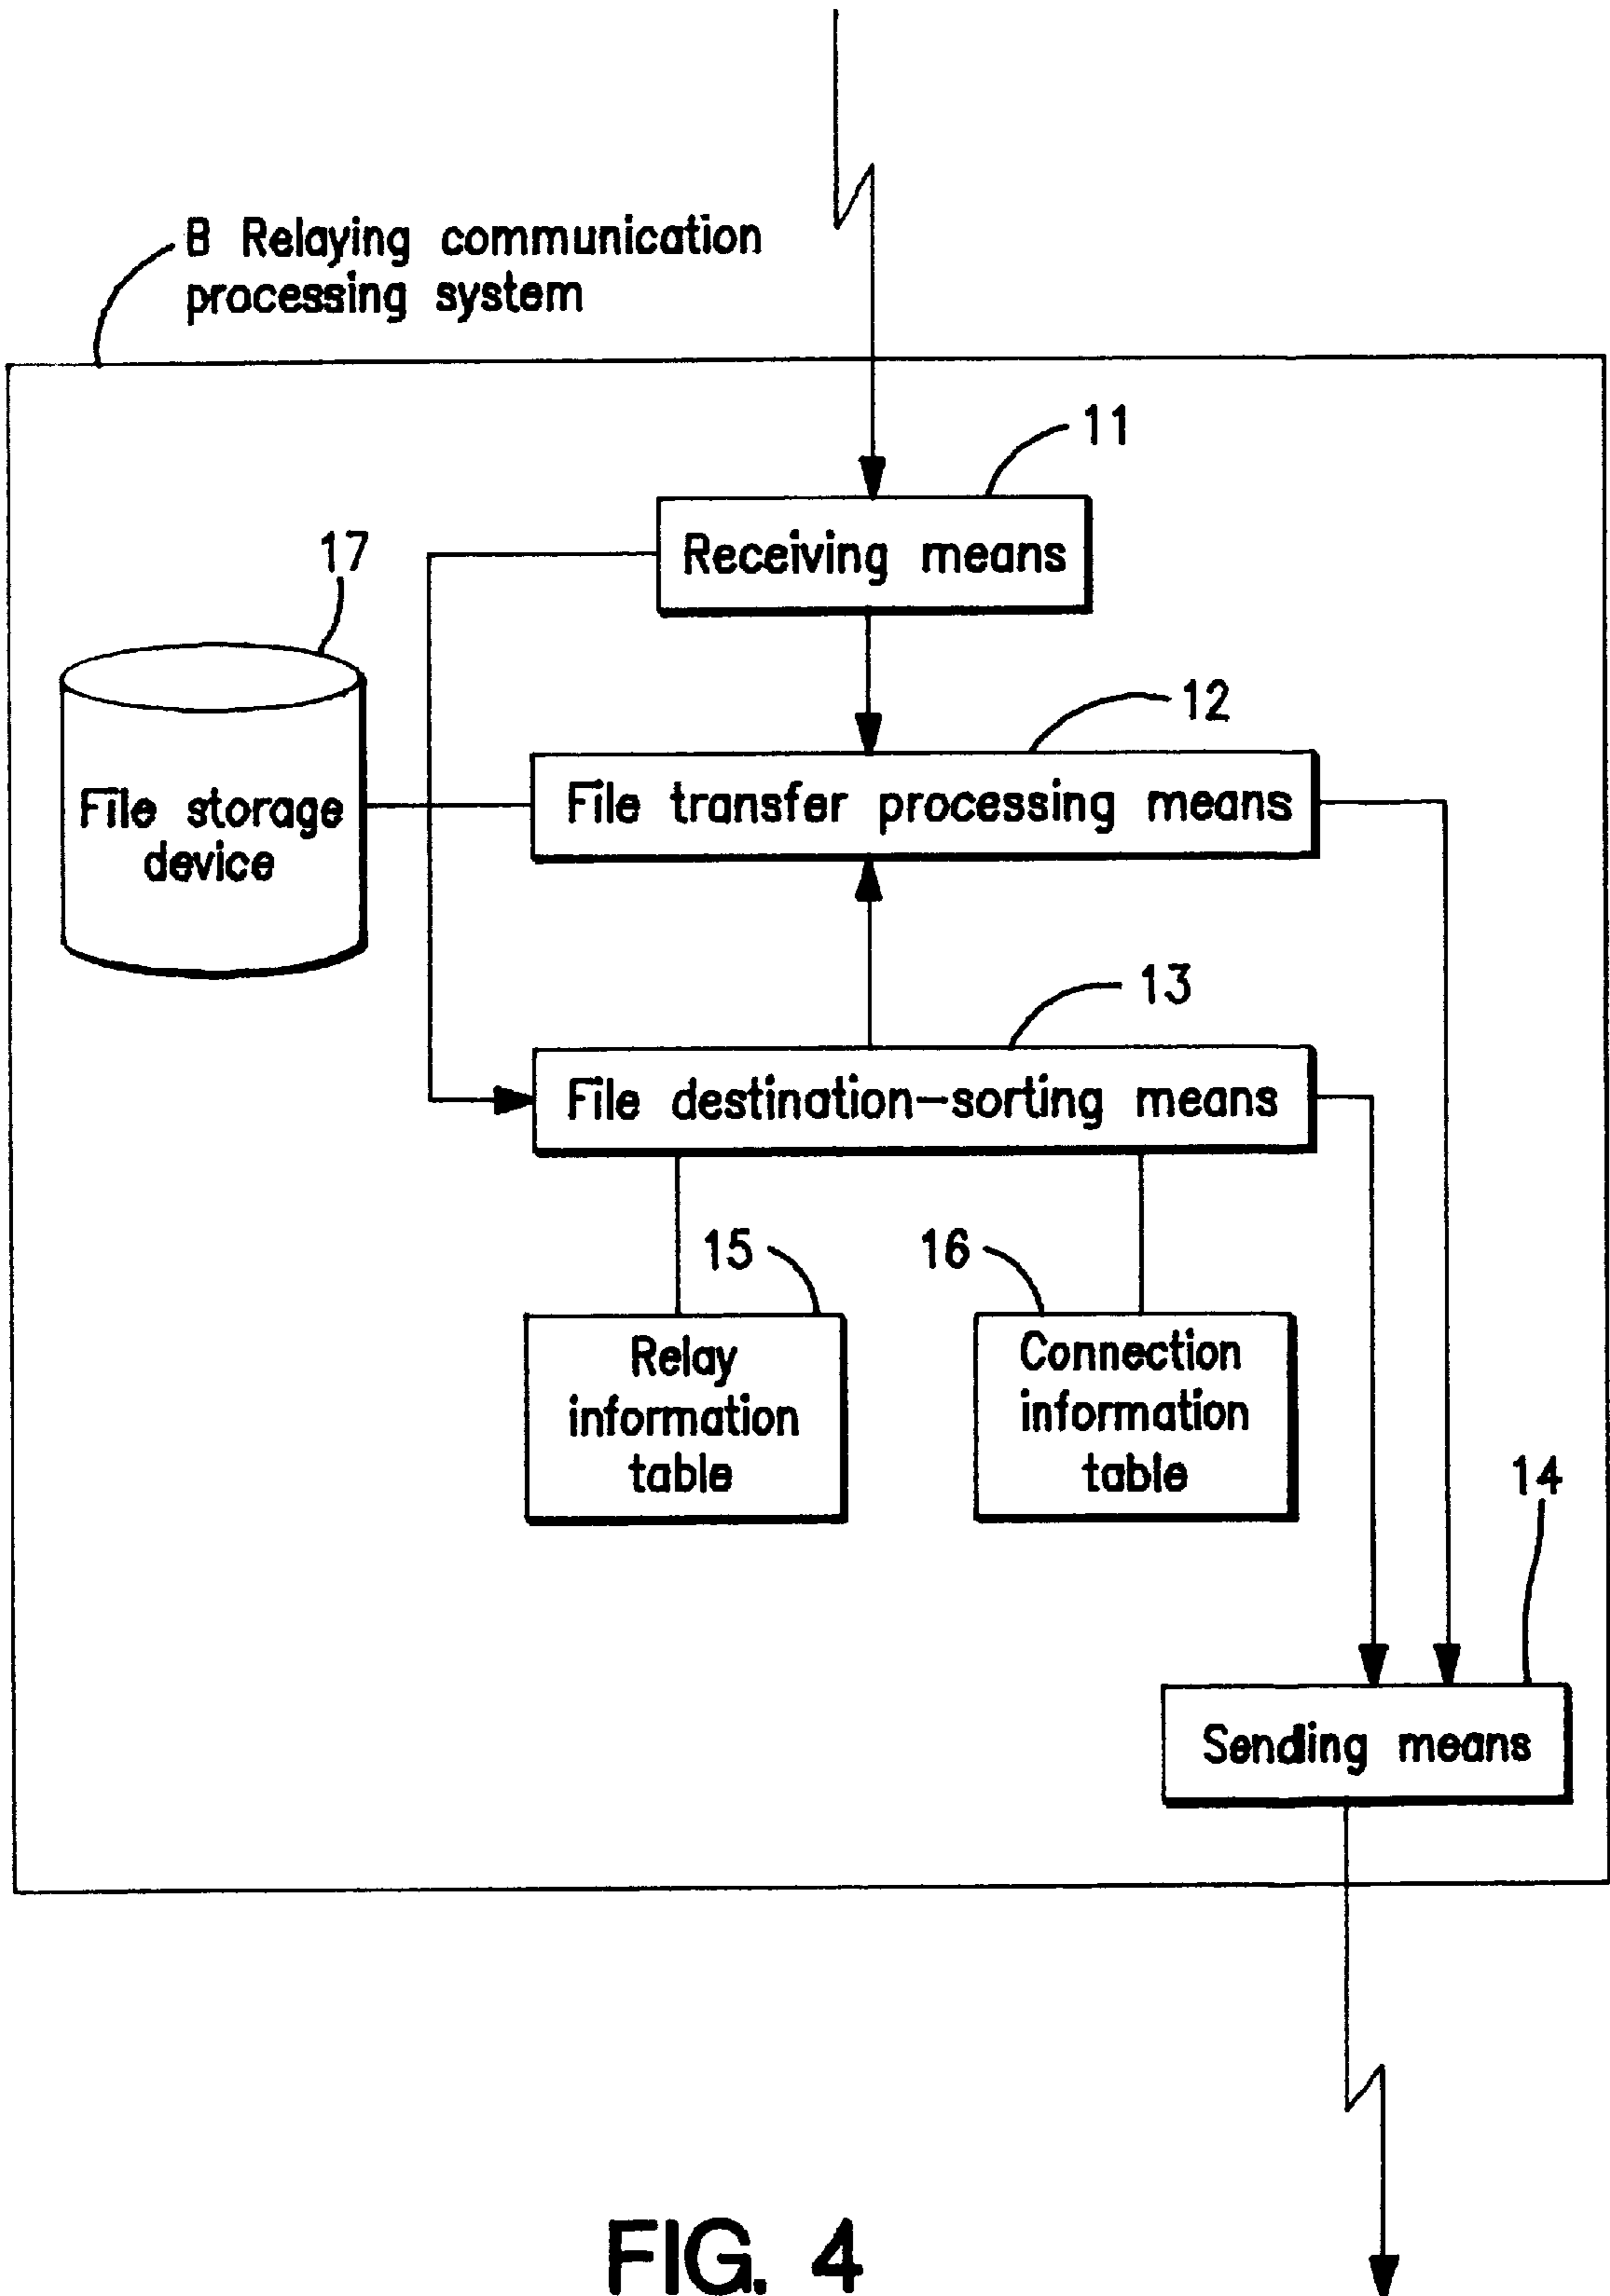 B Relaying communication
processing system
11
Receiving means
17
File storage
device
12
File transfer processing means
13
File destination-sorting means
15
Relay
information
table
16
Connection
information
table
14
Sending means
FIG. 4